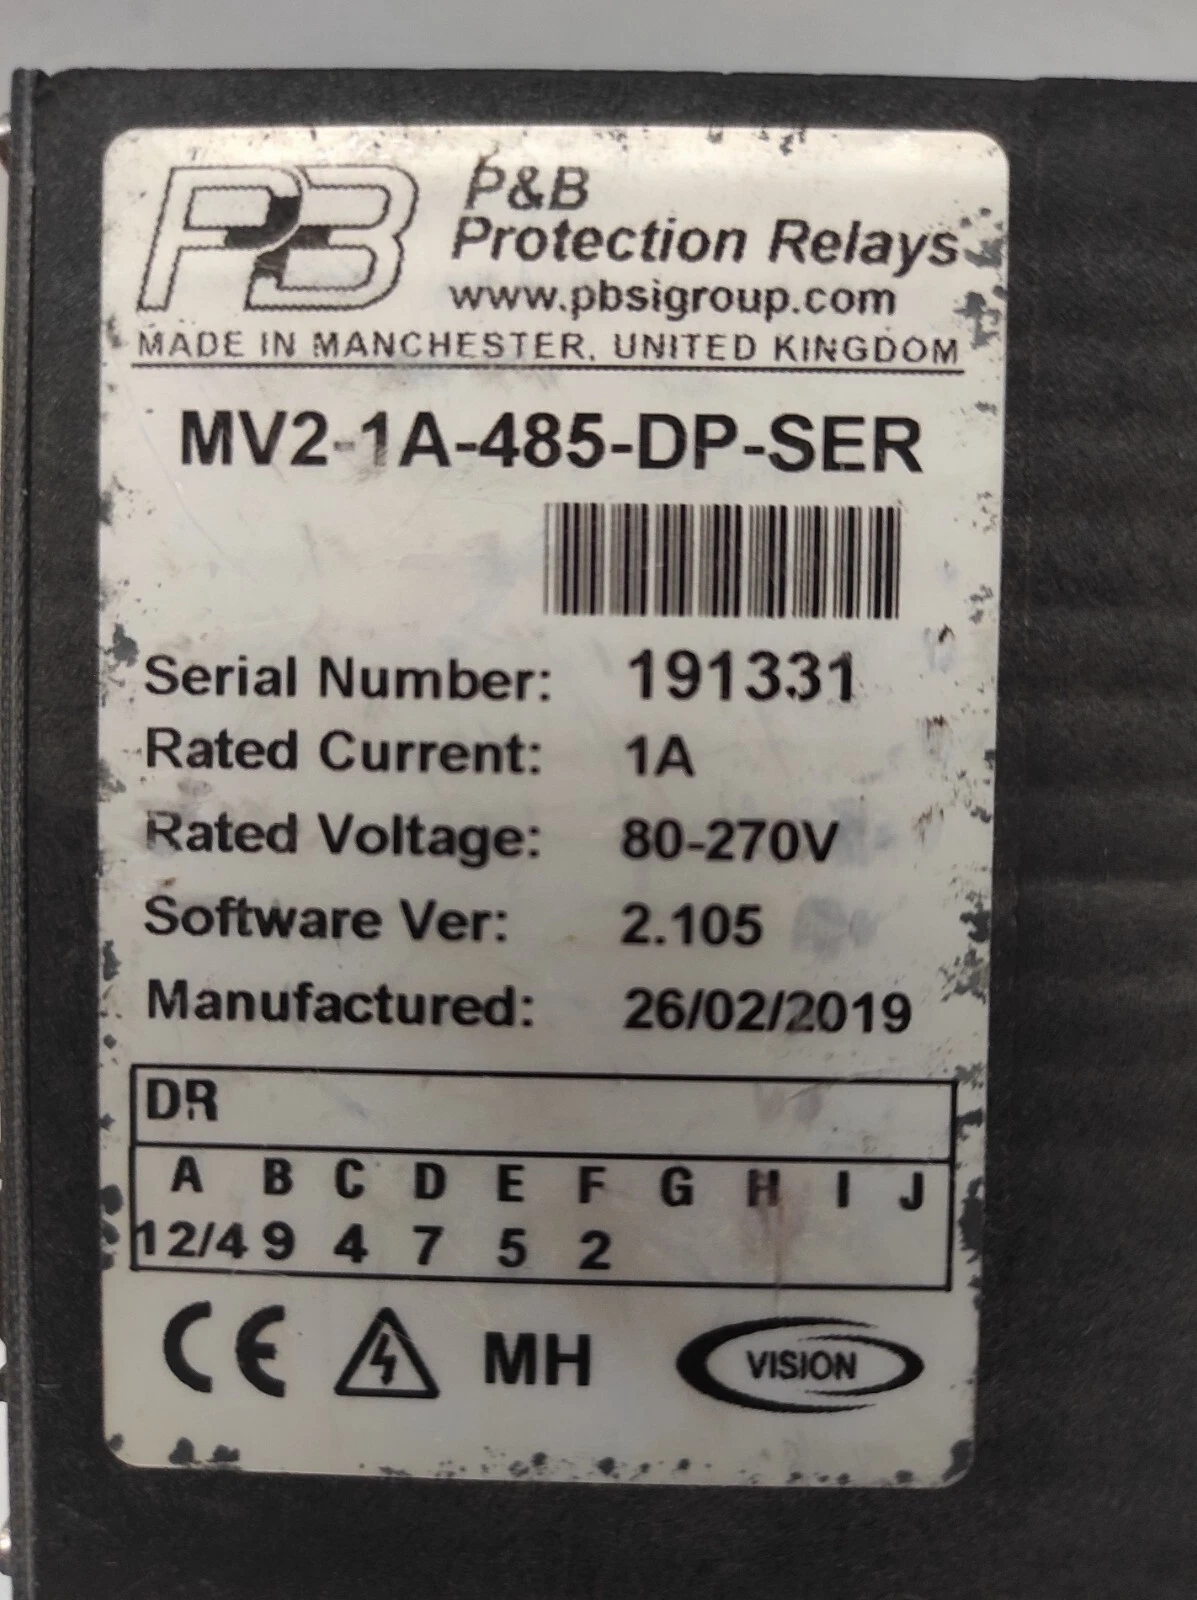 PB
P&B
Protection Relays
www.pbsigroup.com
MADE IN MANCHESTER, UNITED KINGDOM
MV2-1A-485-DP-SER
Serial Number: 191331
Rated Current: 1A
Rated Voltage: 80-270V
Software Ver: 2.105
Manufactured: 26/02/2019
DR
A B C D E F G H I J
12/4 9 4 7 5 2
CE MH VISION